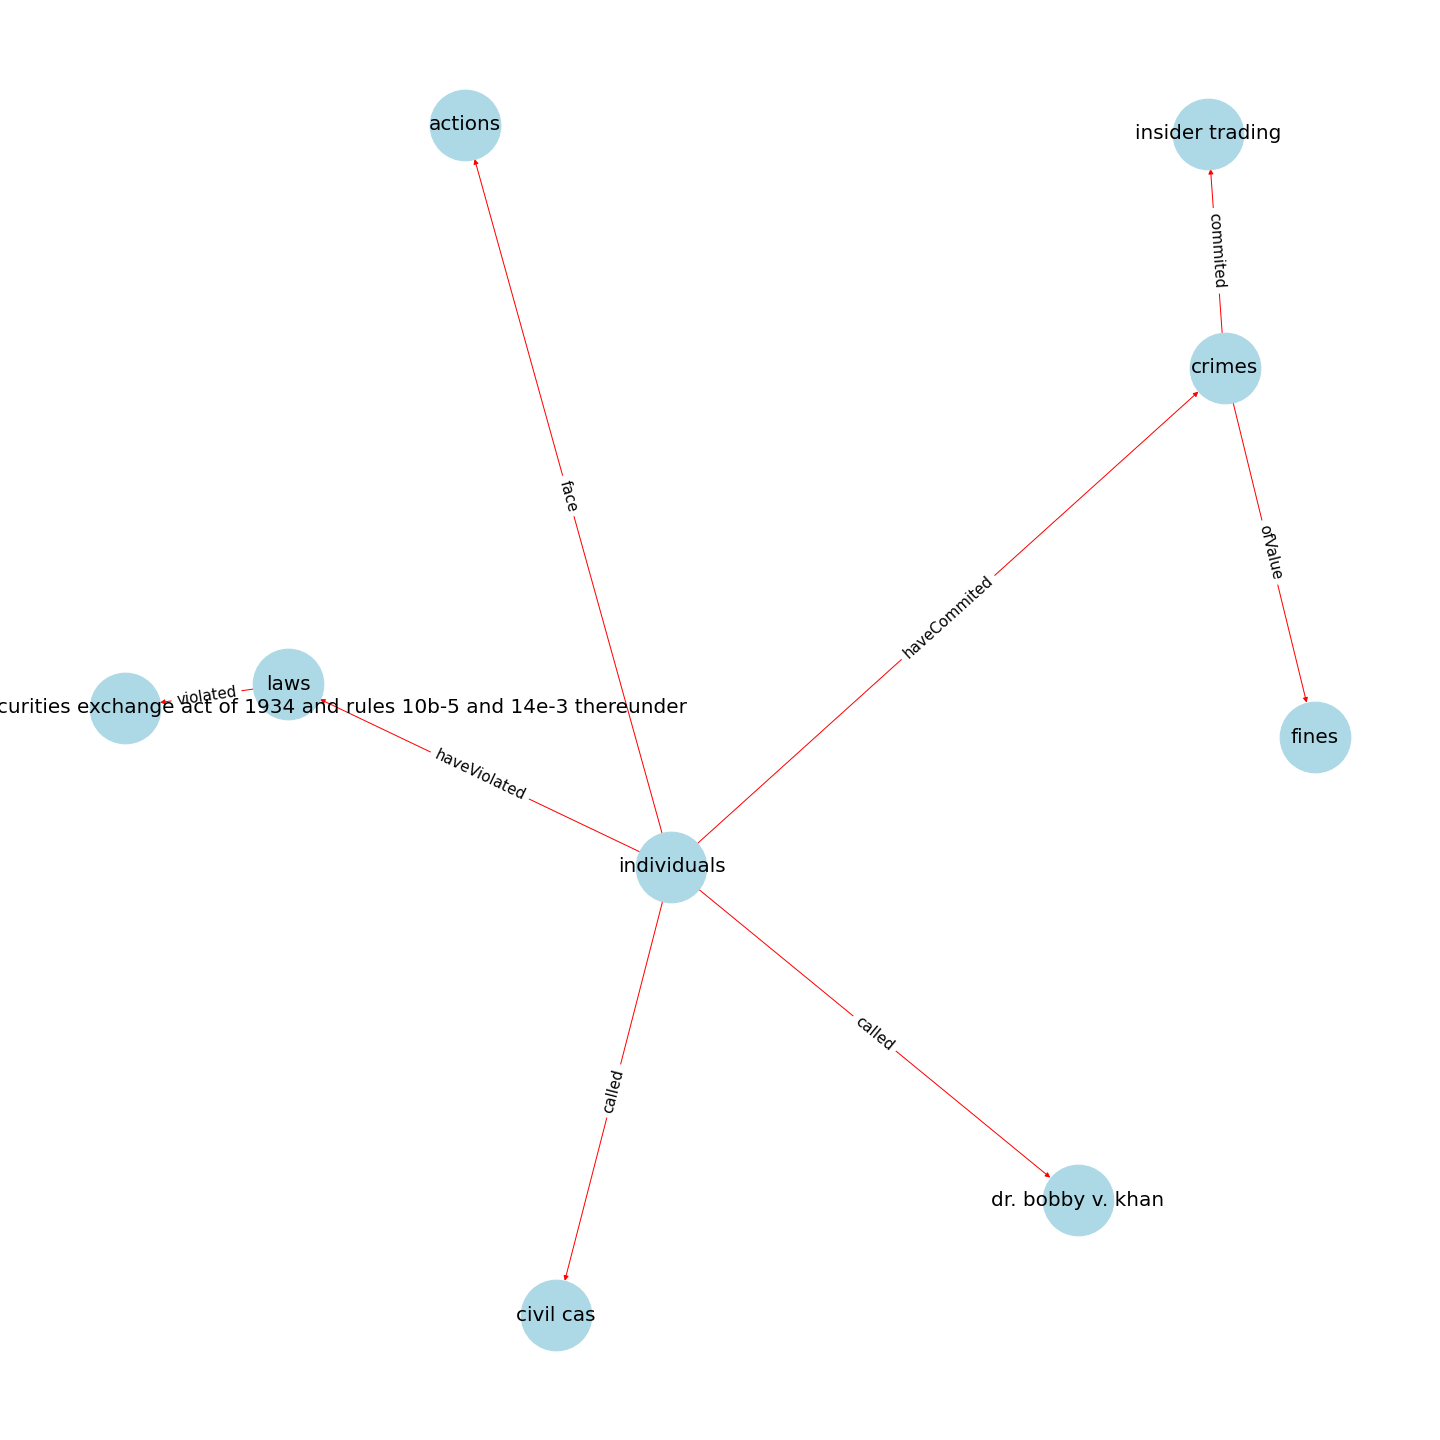 actions
insider trading
commited
crimes
face
ofValue
haveCommited
laws
violated
curities exchange act of 1934 and rules 10b-5 and 14e-3 thereunder
fines
haveViolated
individuals
called
called
dr. bobby v. khan
civil cas